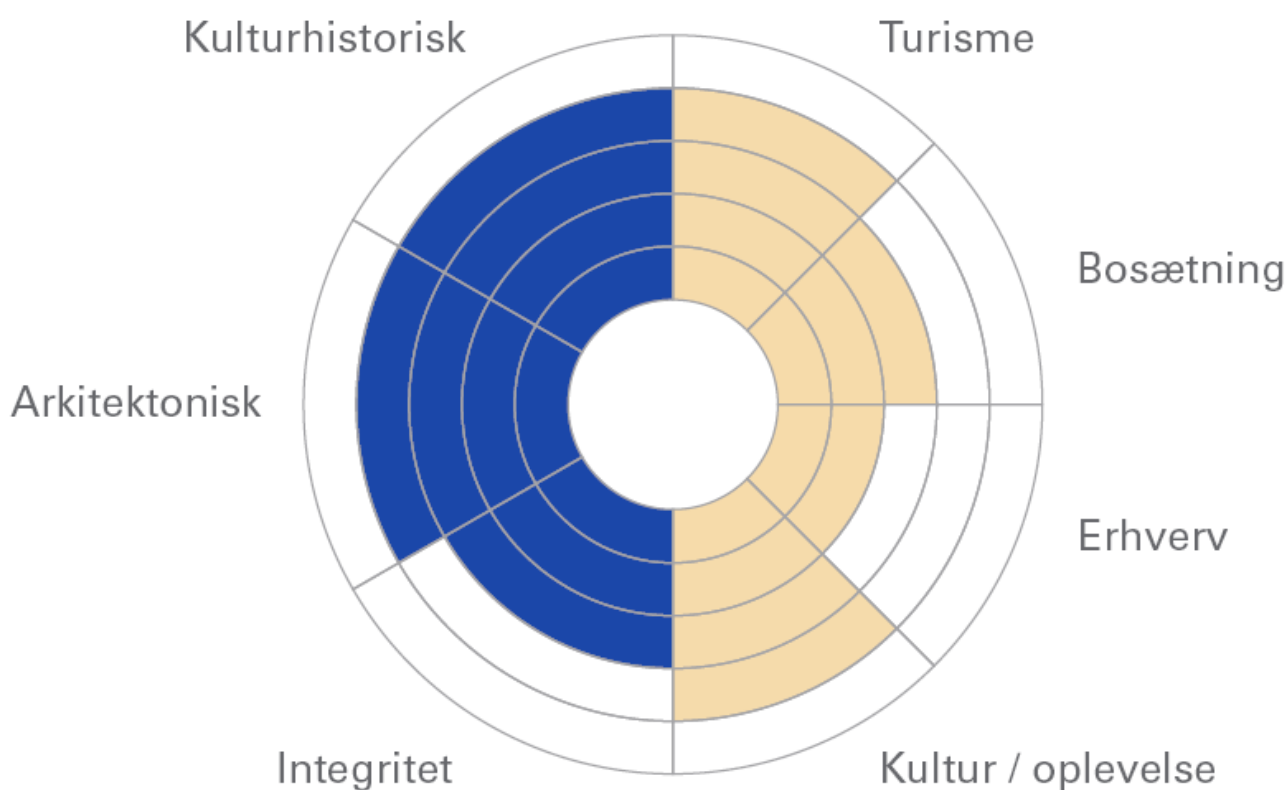 Kulturhistorisk
Turisme
Bosætning
Arkitektonisk
Erhverv
Integritet
Kultur / oplevelse